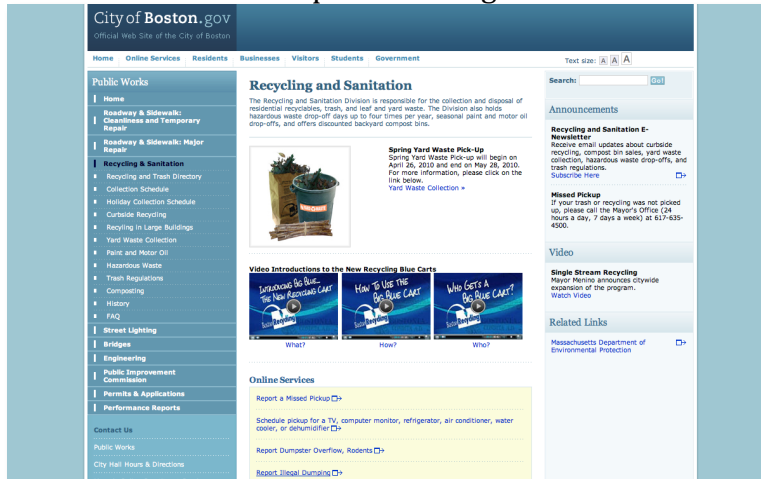 City of Boston.gov
Official Web Site of the City of Boston
Home Online Services Residents Businesses Visitors Students Government
Text size: A A A
Public Works
Home
Roadway & Sidewalk:
Cleanliness and Temporary
Repair
Roadway & Sidewalk: Major
Repair
Recycling & Sanitation
Recycling and Trash Directory
Collection Schedule
Holiday Collection Schedule
Curbside Recycling
Recyling in Large Buildings
Yard Waste Collection
Paint and Motor Oil
Hazardous Waste
Trash Regulations
Composting
History
FAQ
Street Lighting
Bridges
Engineering
Public Improvement
Commission
Permits & Applications
Performance Reports
Contact Us
Public Works
City Hall Hours & Directions
Recycling and Sanitation
The Recycling and Sanitation Division is responsible for the collection and disposal of
residential recyclables, trash, and leaf and yard waste. The Division also holds
hazardous waste drop-off days up to four times per year, seasonal paint and motor oil
drop-offs, and offers discounted backyard compost bins.
Spring Yard Waste Pick-Up
Spring Yard Waste Pick-up will begin on
April 26, 2010 and end on May 28, 2010.
For more information, please click on the
link below.
Yard Waste Collection »
Video Introductions to the New Recycling Blue Carts
Introducing Big Blue...
The New Recycling Cart
Boston Recycling
What?
How To Use The
Big Blue Cart
Boston Recycling
How?
Who Gets A
Big Blue Cart?
Boston Recycling
Who?
Online Services
Report a Missed Pickup
Schedule pickup for a TV, computer monitor, refrigerator, air conditioner, water
cooler, or dehumidifier
Report Dumpster Overflow, Rodents
Report Illegal Dumping
Search:
Go!
Announcements
Recycling and Sanitation E-
Newsletter
Receive email updates about curbside
recycling, compost bin sales, yard waste
collection, hazardous waste drop-offs, and
trash regulations.
Subscribe Here
Missed Pickup
If your trash or recycling was not picked
up, please call the Mayor's Office (24
hours a day, 7 days a week) at 617-635-
4500.
Video
Single Stream Recycling
Mayor Menino announces citywide
expansion of the program.
Watch Video
Related Links
Massachusetts Department of
Environmental Protection